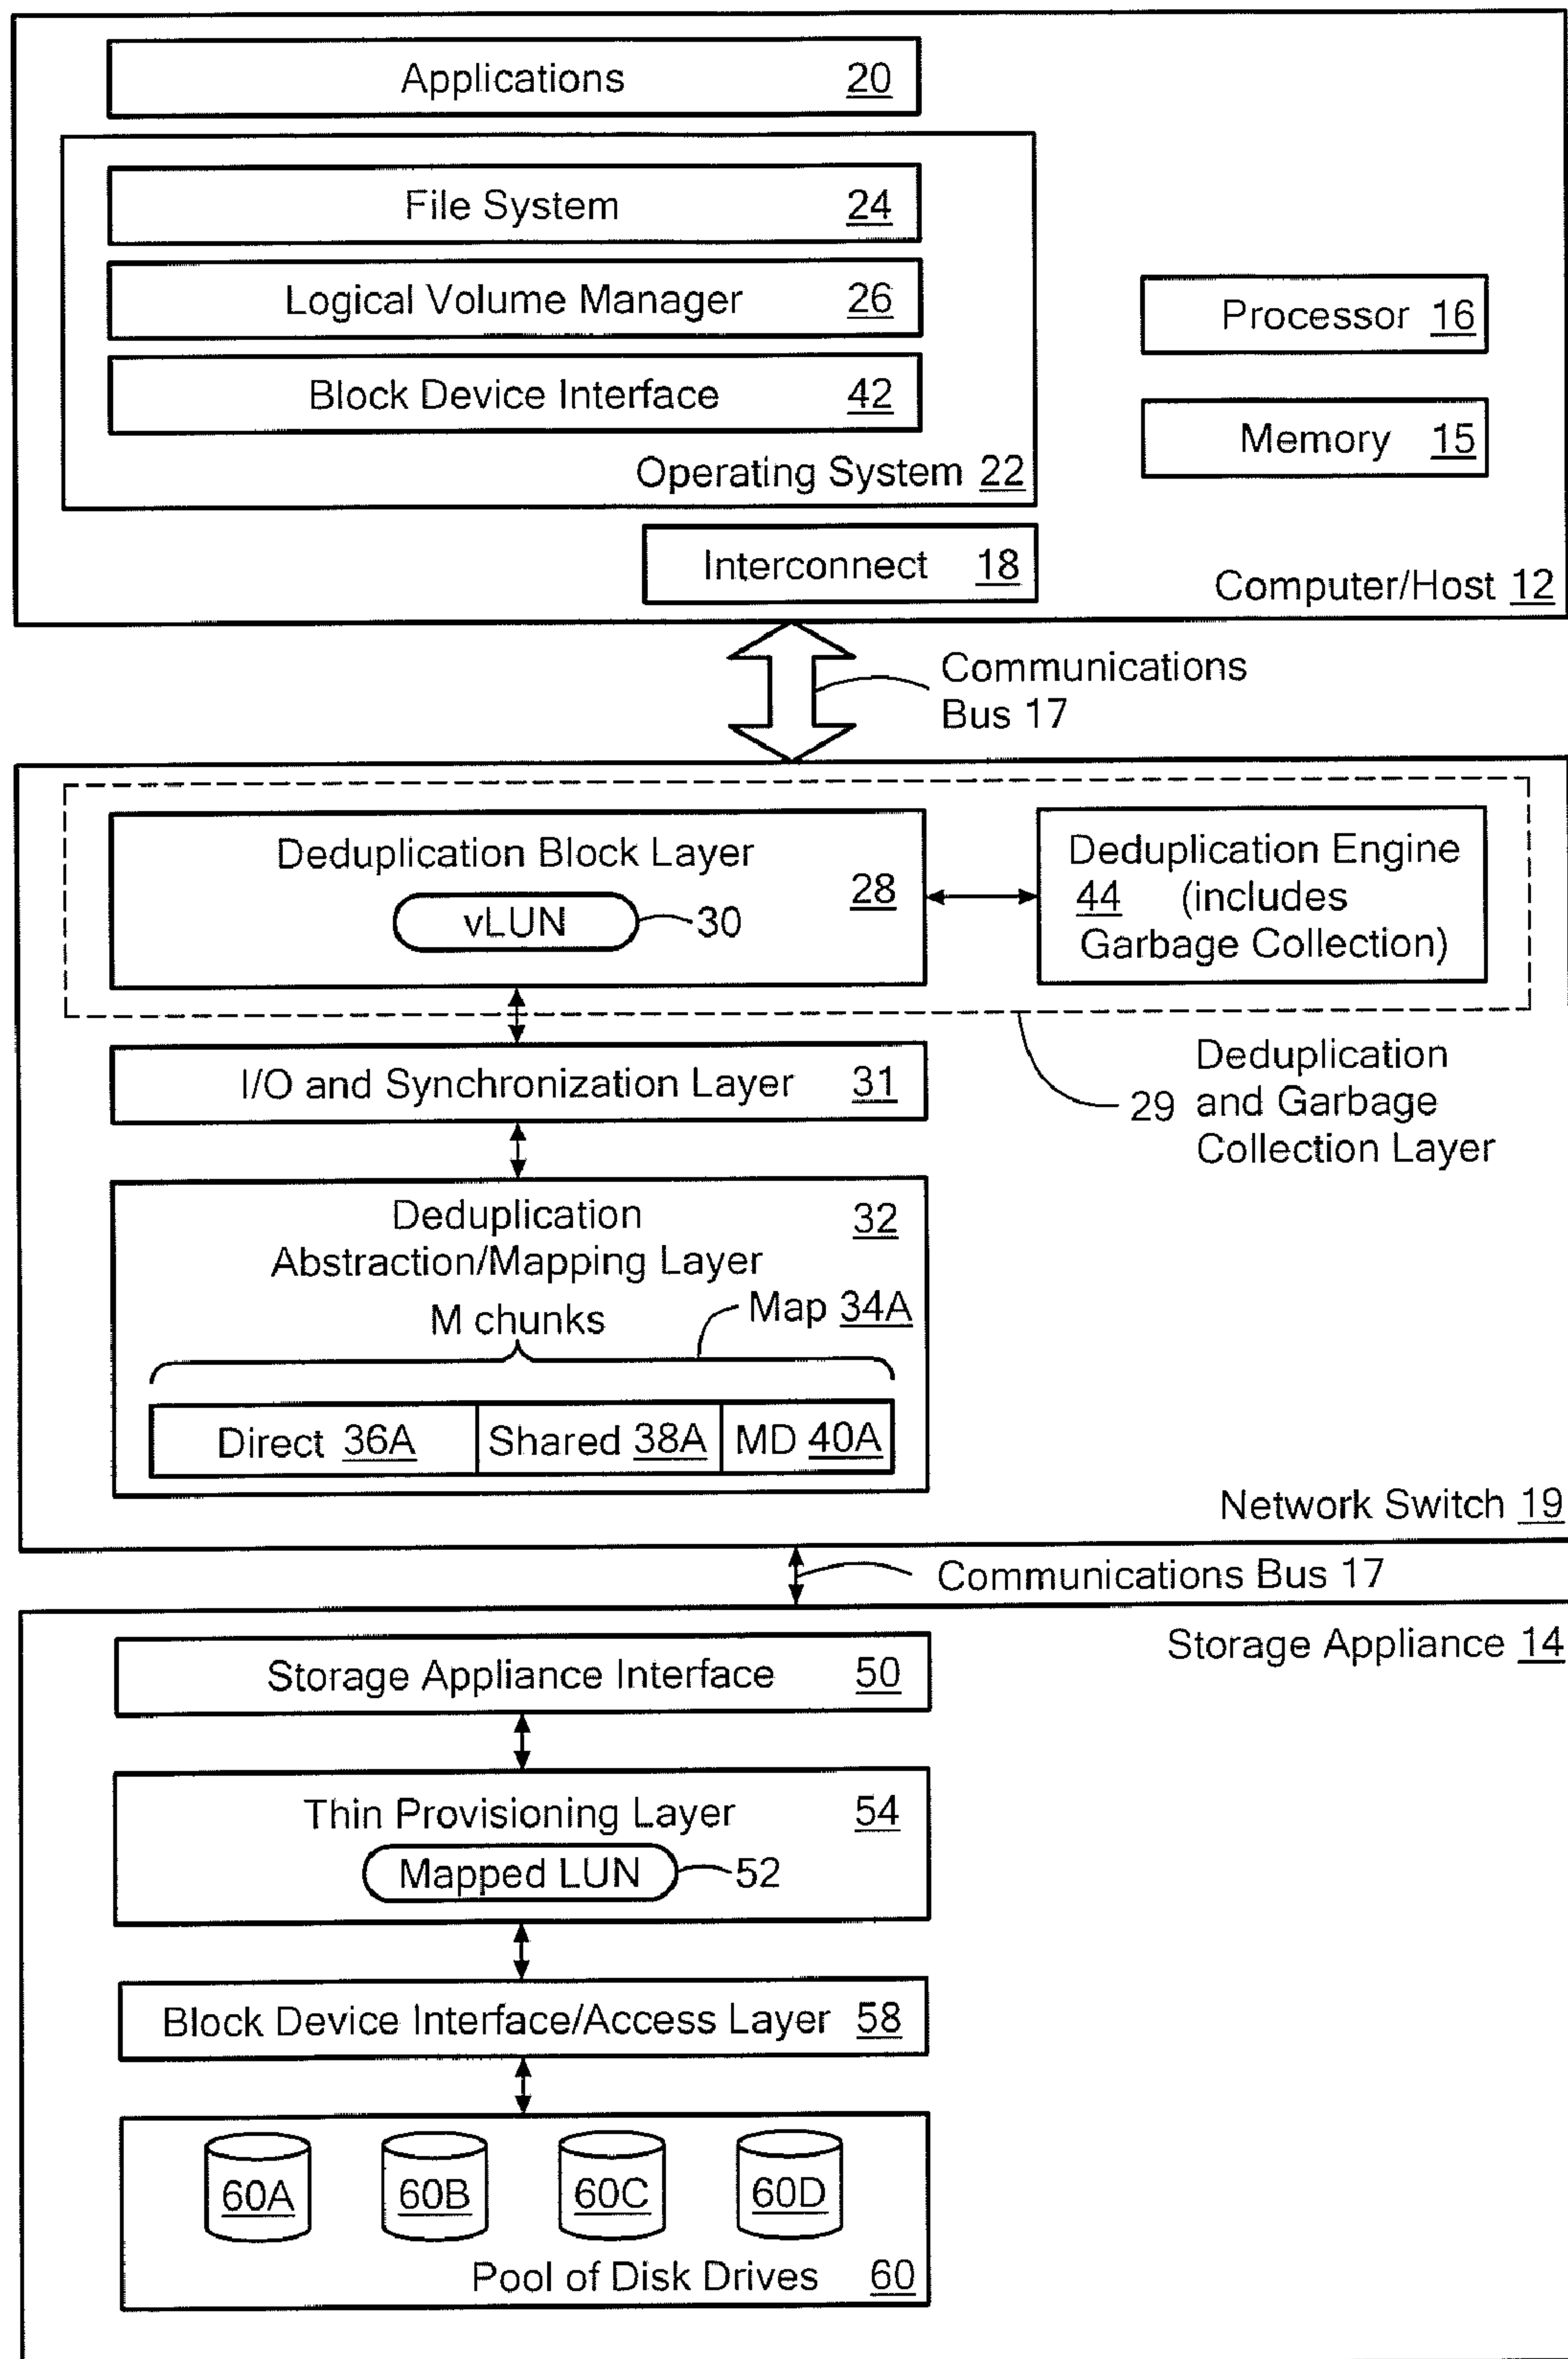 Applications 20
File System 24
Logical Volume Manager 26
Block Device Interface 42
Operating System 22
Processor 16
Memory 15
Interconnect 18
Computer/Host 12
Communications
Bus 17
Deduplication Block Layer
28
vLUN
30
Deduplication Engine
44 (includes
Garbage Collection)
I/O and Synchronization Layer 31
29
Deduplication
and Garbage
Collection Layer
Deduplication
Abstraction/Mapping Layer
32
M chunks
Map 34A
Direct 36A
Shared 38A
MD 40A
Network Switch 19
Communications Bus 17
Storage Appliance 14
Storage Appliance Interface 50
Thin Provisioning Layer 54
Mapped LUN
52
Block Device Interface/Access Layer 58
60A
60B
60C
60D
Pool of Disk Drives 60